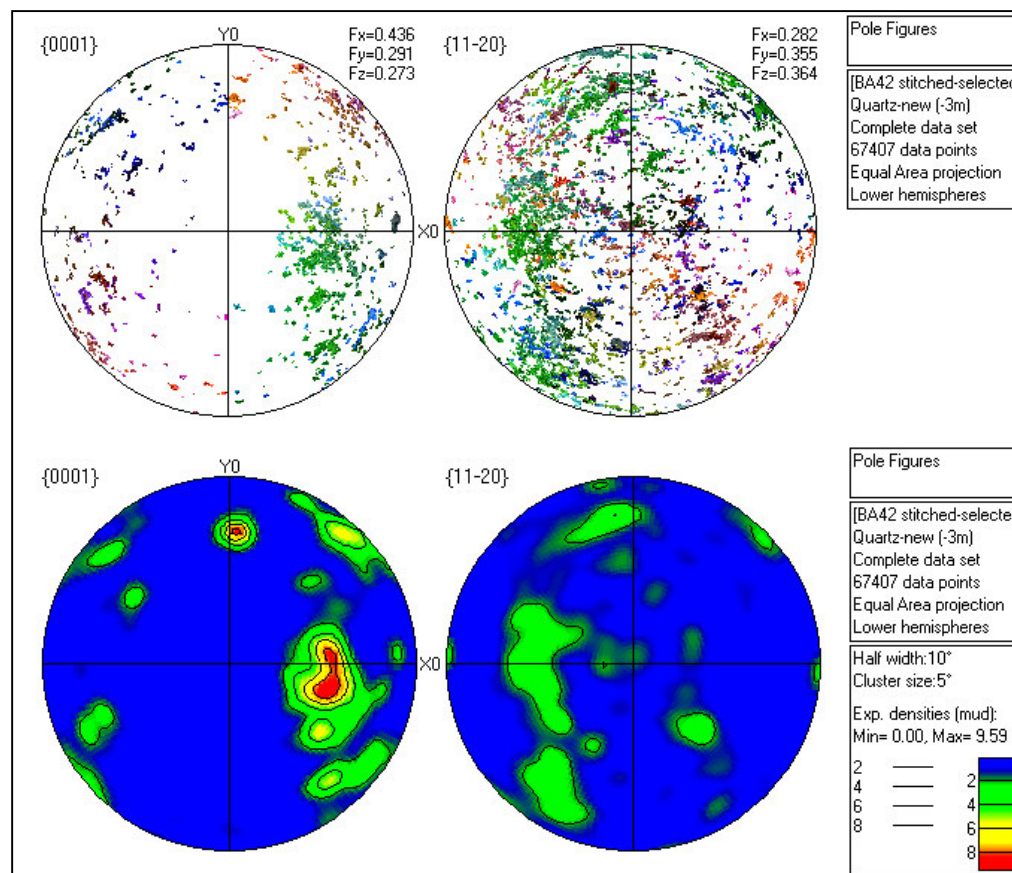 {0001}
Y0
Fx=0.436
Fy=0.291
Fz=0.273
{11-20}
Fx=0.282
Fy=0.355
Fz=0.364
X0
Pole Figures
[BA42 stitched-selected
Quartz-new (-3m)
Complete data set
67407 data points
Equal Area projection
Lower hemispheres
{0001}
Y0
{11-20}
X0
Pole Figures
[BA42 stitched-selecte
Quartz-new (-3m)
Complete data set
67407 data points
Equal Area projection
Lower hemispheres
Half width:10°
Cluster size:5°
Exp. densities (mud):
Min= 0.00, Max= 9.59
2
4
6
8
2
4
6
8